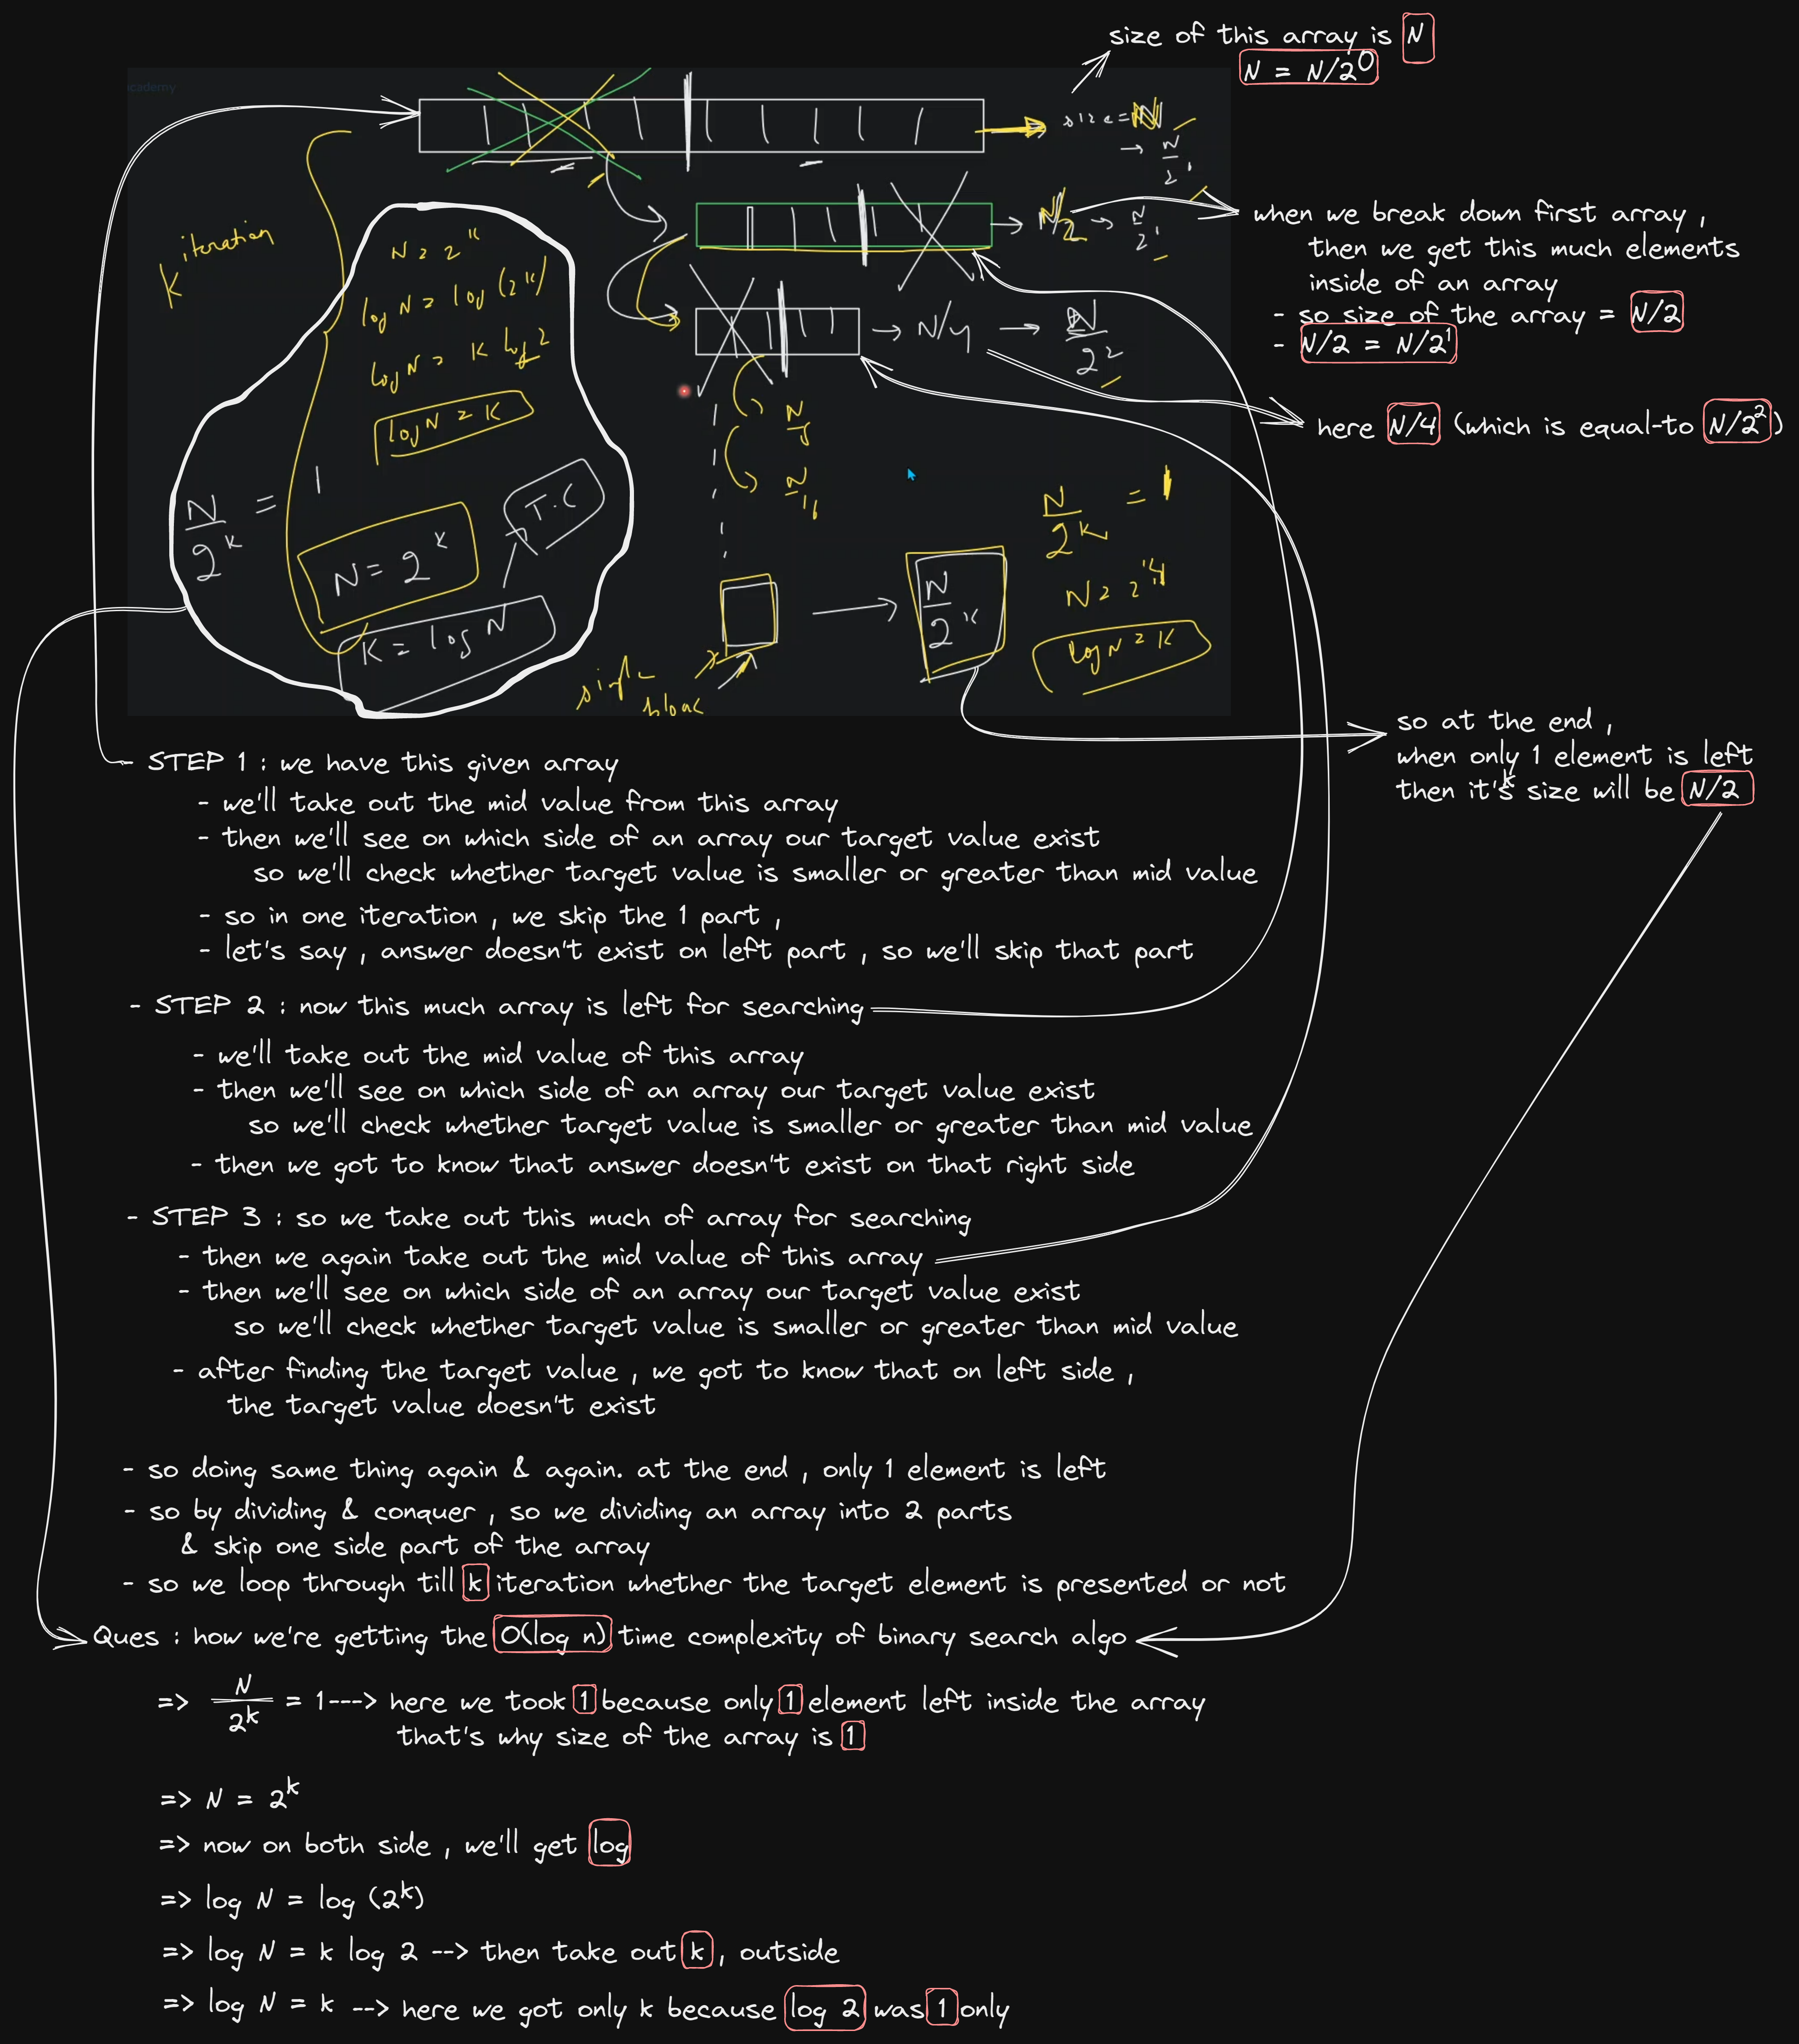 size of this array is N
N = N/2^0
cademy
size = N
→ N/2^1
N/2 → N/2^1
when we break down first array ,
then we get this much elements
inside of an array
- so size of the array = N/2
- N/2 = N/2^1
K iteration
N = 2^k
log N = log (2^k)
log N = K log 2
log N = K
→ N/4 → N/2^2
here N/4 (which is equal-to N/2^2)
N/8
N/16
N/2^k = 1
N = 2^k
T.C
K = log N
single
block
→ N/2^k
N/2^k = 1
N = 2^k
log N = K
so at the end ,
when only 1 element is left
then it's size will be N/2^k
- STEP 1 : we have this given array
- we'll take out the mid value from this array
- then we'll see on which side of an array our target value exist
so we'll check whether target value is smaller or greater than mid value
- so in one iteration , we skip the 1 part ,
- let's say , answer doesn't exist on left part , so we'll skip that part
- STEP 2 : now this much array is left for searching
- we'll take out the mid value of this array
- then we'll see on which side of an array our target value exist
so we'll check whether target value is smaller or greater than mid value
- then we got to know that answer doesn't exist on that right side
- STEP 3 : so we take out this much of array for searching
- then we again take out the mid value of this array
- then we'll see on which side of an array our target value exist
so we'll check whether target value is smaller or greater than mid value
- after finding the target value , we got to know that on left side ,
the target value doesn't exist
- so doing same thing again & again. at the end , only 1 element is left
- so by dividing & conquer , so we dividing an array into 2 parts
& skip one side part of the array
- so we loop through till k iteration whether the target element is presented or not
Ques : how we're getting the O(log n) time complexity of binary search algo
=> N/2^k = 1---> here we took 1 because only 1 element left inside the array
that's why size of the array is 1
=> N = 2^k
=> now on both side , we'll get log
=> log N = log (2^k)
=> log N = k log 2 --> then take out k , outside
=> log N = k --> here we got only k because log 2 was 1 only